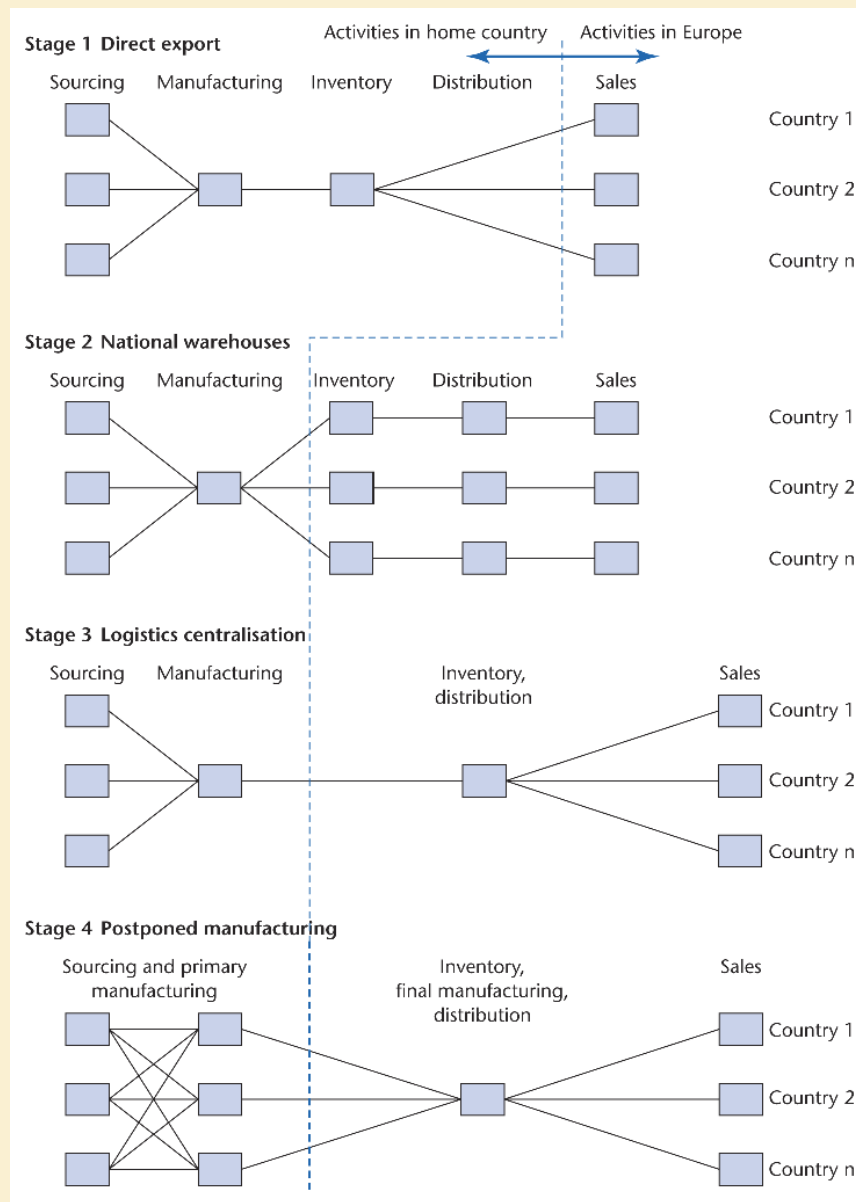 Stage 1 Direct export
Activities in home country
Activities in Europe
Sourcing Manufacturing Inventory Distribution Sales
Country 1
Country 2
Country n
Stage 2 National warehouses
Sourcing Manufacturing Inventory Distribution Sales
Country 1
Country 2
Country n
Stage 3 Logistics centralisation
Sourcing Manufacturing Inventory, Sales
distribution
Country 1
Country 2
Country n
Stage 4 Postponed manufacturing
Sourcing and primary Inventory, Sales
manufacturing final manufacturing,
distribution
Country 1
Country 2
Country n